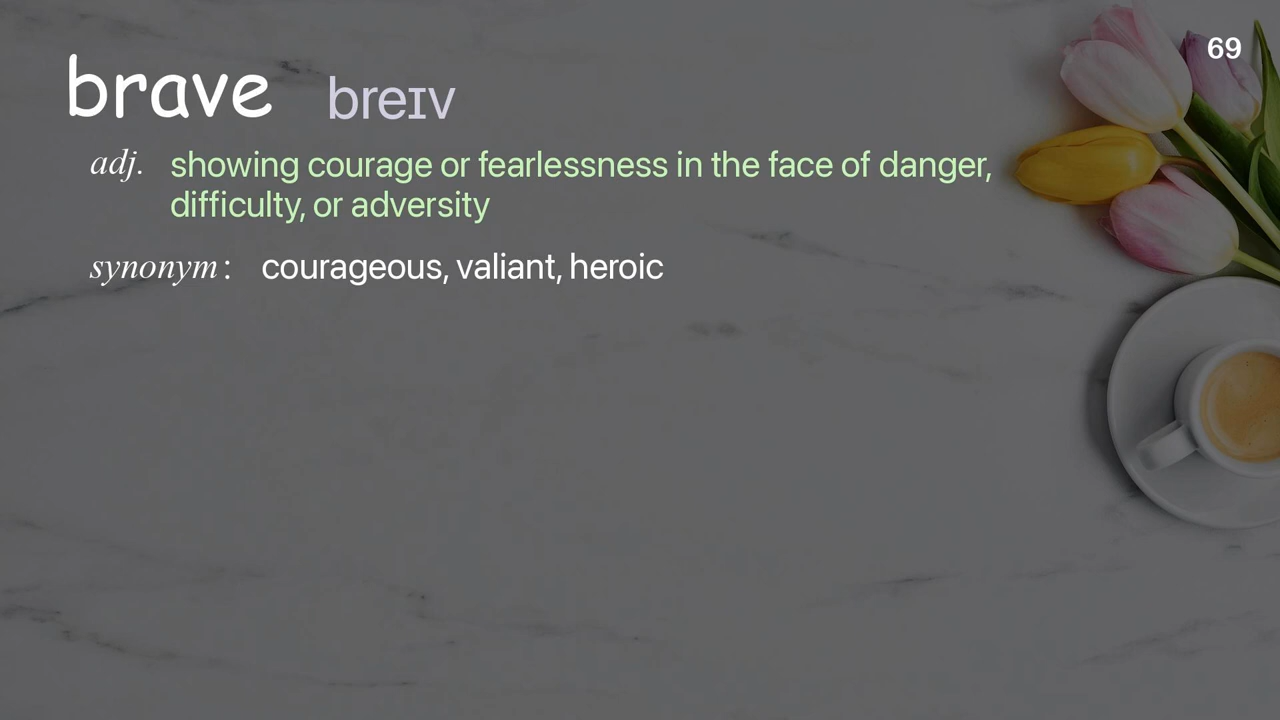 69
brave breɪv
adj. showing courage or fearlessness in the face of danger,
difficulty, or adversity
synonym: courageous, valiant, heroic